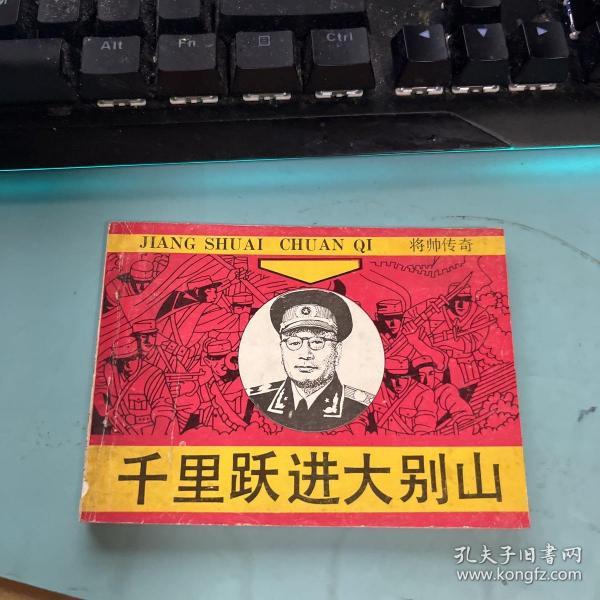 Alt Fn Ctrl
JIANG SHUAI CHUAN QI 将帅传奇
千里跃进大别山
孔夫子旧书网
www.kongfz.com